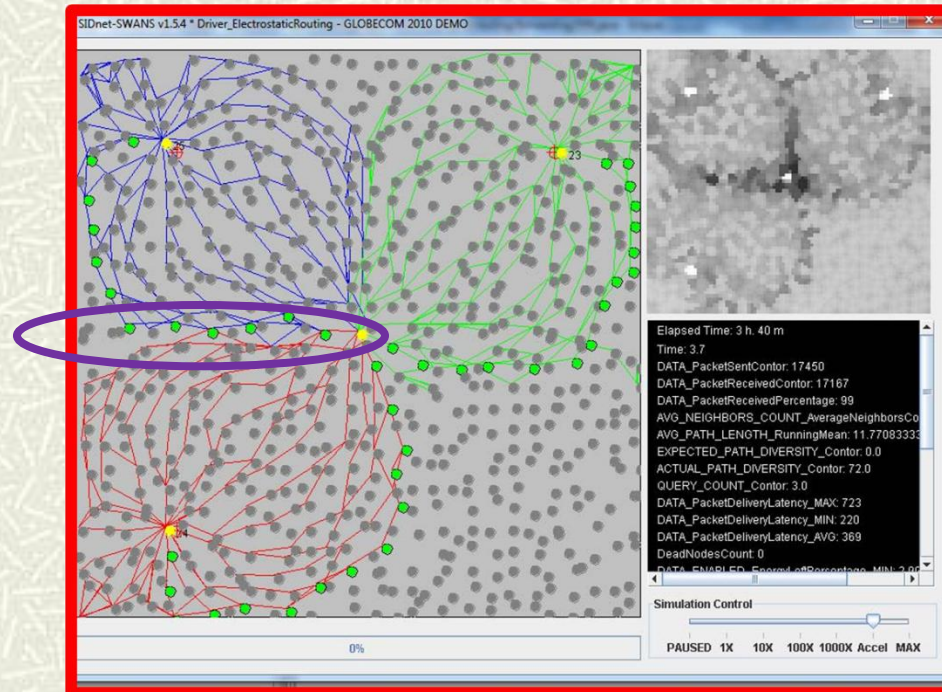 SIDnet-SWANS v1.5.4 * Driver_ElectrostaticRouting - GLOBECOM 2010 DEMO
23
Elapsed Time: 3 h. 40 m
Time: 3.7
DATA_PacketSentContor: 17450
DATA_PacketReceivedContor: 17167
DATA_PacketReceivedPercentage: 99
AVG_NEIGHBORS_COUNT_AverageNeighborsCo
AVG_PATH_LENGTH_RunningMean: 11.77083333
EXPECTED_PATH_DIVERSITY_Contor: 0.0
ACTUAL_PATH_DIVERSITY_Contor: 72.0
QUERY_COUNT_Contor: 3.0
DATA_PacketDeliveryLatency_MAX: 723
DATA_PacketDeliveryLatency_MIN: 220
DATA_PacketDeliveryLatency_AVG: 369
DeadNodesCount: 0
DATA_ENABLED_EnergyLeftPercentage_MIN:
Simulation Control
PAUSED 1X 10X 100X 1000X Accel MAX
0%